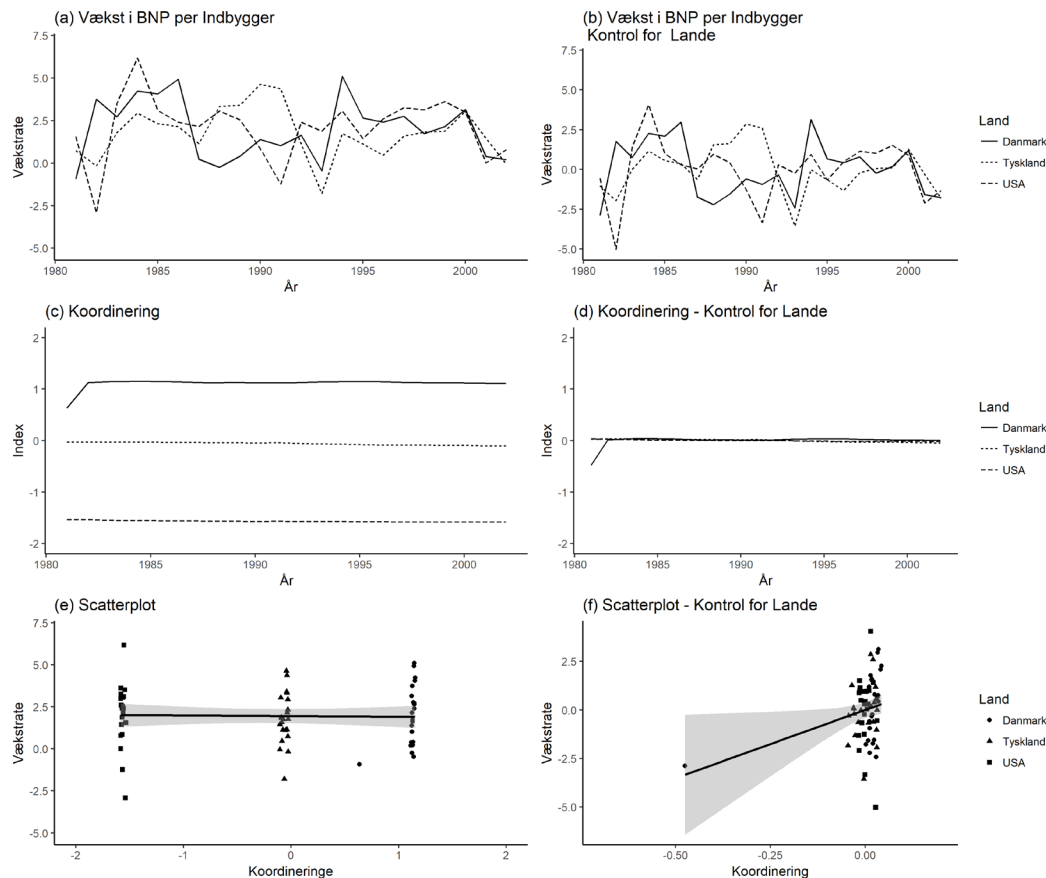 (a) Vækst i BNP per Indbygger
7.5
5.0
2.5
0.0
-2.5
-5.0
Vækstrate
1980
1985
1990
1995
2000
År
(b) Vækst i BNP per Indbygger
Kontrol for Lande
7.5
5.0
2.5
0.0
-2.5
-5.0
Vækstrate
1980
1985
1990
1995
2000
År
Land
Danmark
Tyskland
USA
(c) Koordinering
2
1
0
-1
-2
Index
1980
1985
1990
1995
2000
År
(d) Koordinering - Kontrol for Lande
2
1
0
-1
-2
Index
1980
1985
1990
1995
2000
År
Land
Danmark
Tyskland
USA
(e) Scatterplot
7.5
5.0
2.5
0.0
-2.5
-5.0
Vækstrate
-2
-1
0
1
2
Koordineringe
(f) Scatterplot - Kontrol for Lande
2.5
0.0
-2.5
-5.0
Vækstrate
-0.50
-0.25
0.00
Koordinering
Land
Danmark
Tyskland
USA